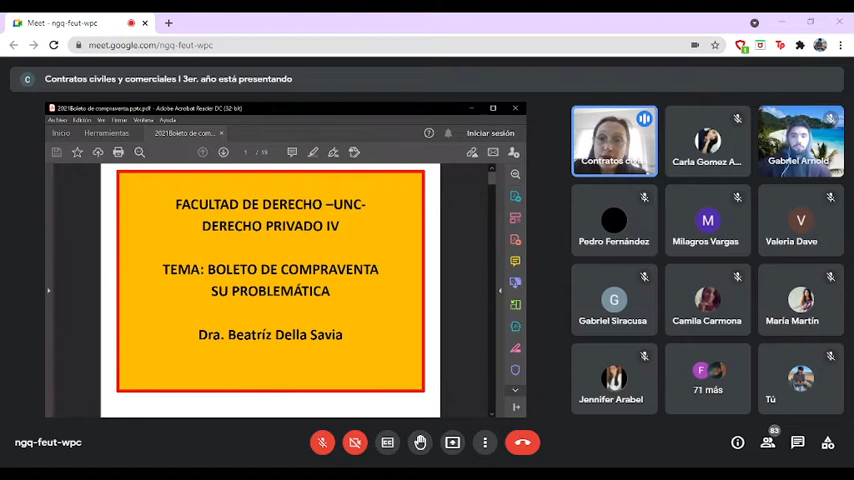 Meet - ngq-feut-wpc
meet.google.com/ngq-feut-wpc
C
Contratos civiles y comerciales I 3er. año está presentando
2021Boleto de compraventa.pptx.pdf - Adobe Acrobat Reader DC (32-bit)
Archivo Edición Ver Firma Ventana Ayuda
Inicio
Herramientas
2021Boleto de com...
Iniciar sesión
1 / 19
FACULTAD DE DERECHO –UNC-
DERECHO PRIVADO IV
TEMA: BOLETO DE COMPRAVENTA
SU PROBLEMÁTICA
Dra. Beatríz Della Savia
Contratos civi...
Carla Gomez A...
Gabriel Arnold
Pedro Fernández
M
Milagros Vargas
V
Valeria Dave
G
Gabriel Siracusa
Camila Carmona
María Martín
Jennifer Arabel
F
71 más
Tú
ngq-feut-wpc
83